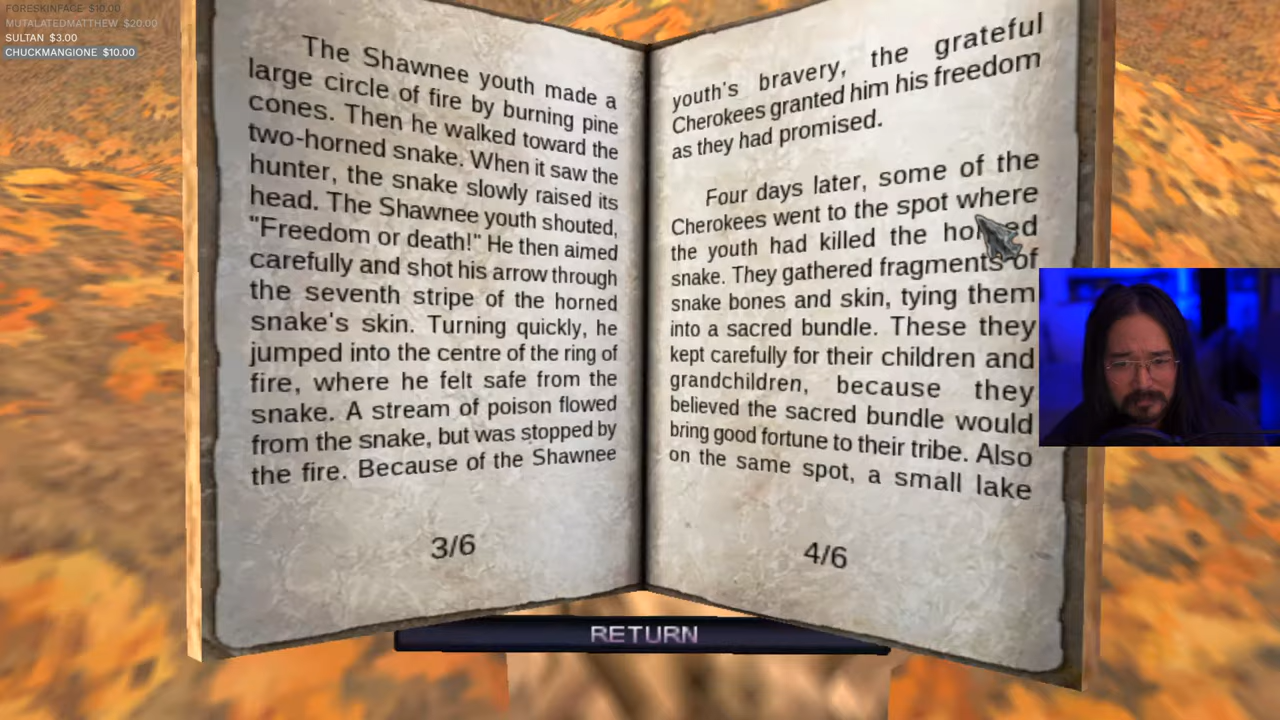 FORESKINFACE $10.00
MUTALATEDMATTHEW $20.00
SULTAN $3.00
CHUCKMANGIONE $10.00
The Shawnee youth made a
large circle of fire by burning pine
cones. Then he walked toward the
two-horned snake. When it saw the
hunter, the snake slowly raised its
head. The Shawnee youth shouted,
"Freedom or death!" He then aimed
carefully and shot his arrow through
the seventh stripe of the horned
snake's skin. Turning quickly, he
jumped into the centre of the ring of
fire, where he felt safe from the
snake. A stream of poison flowed
from the snake, but was stopped by
the fire. Because of the Shawnee
3/6
youth's bravery, the grateful
Cherokees granted him his freedom
as they had promised.
Four days later, some of the
Cherokees went to the spot where
the youth had killed the horned
snake. They gathered fragments of
snake bones and skin, tying them
into a sacred bundle. These they
kept carefully for their children and
grandchildren, because they
believed the sacred bundle would
bring good fortune to their tribe. Also
on the same spot, a small lake
4/6
RETURN